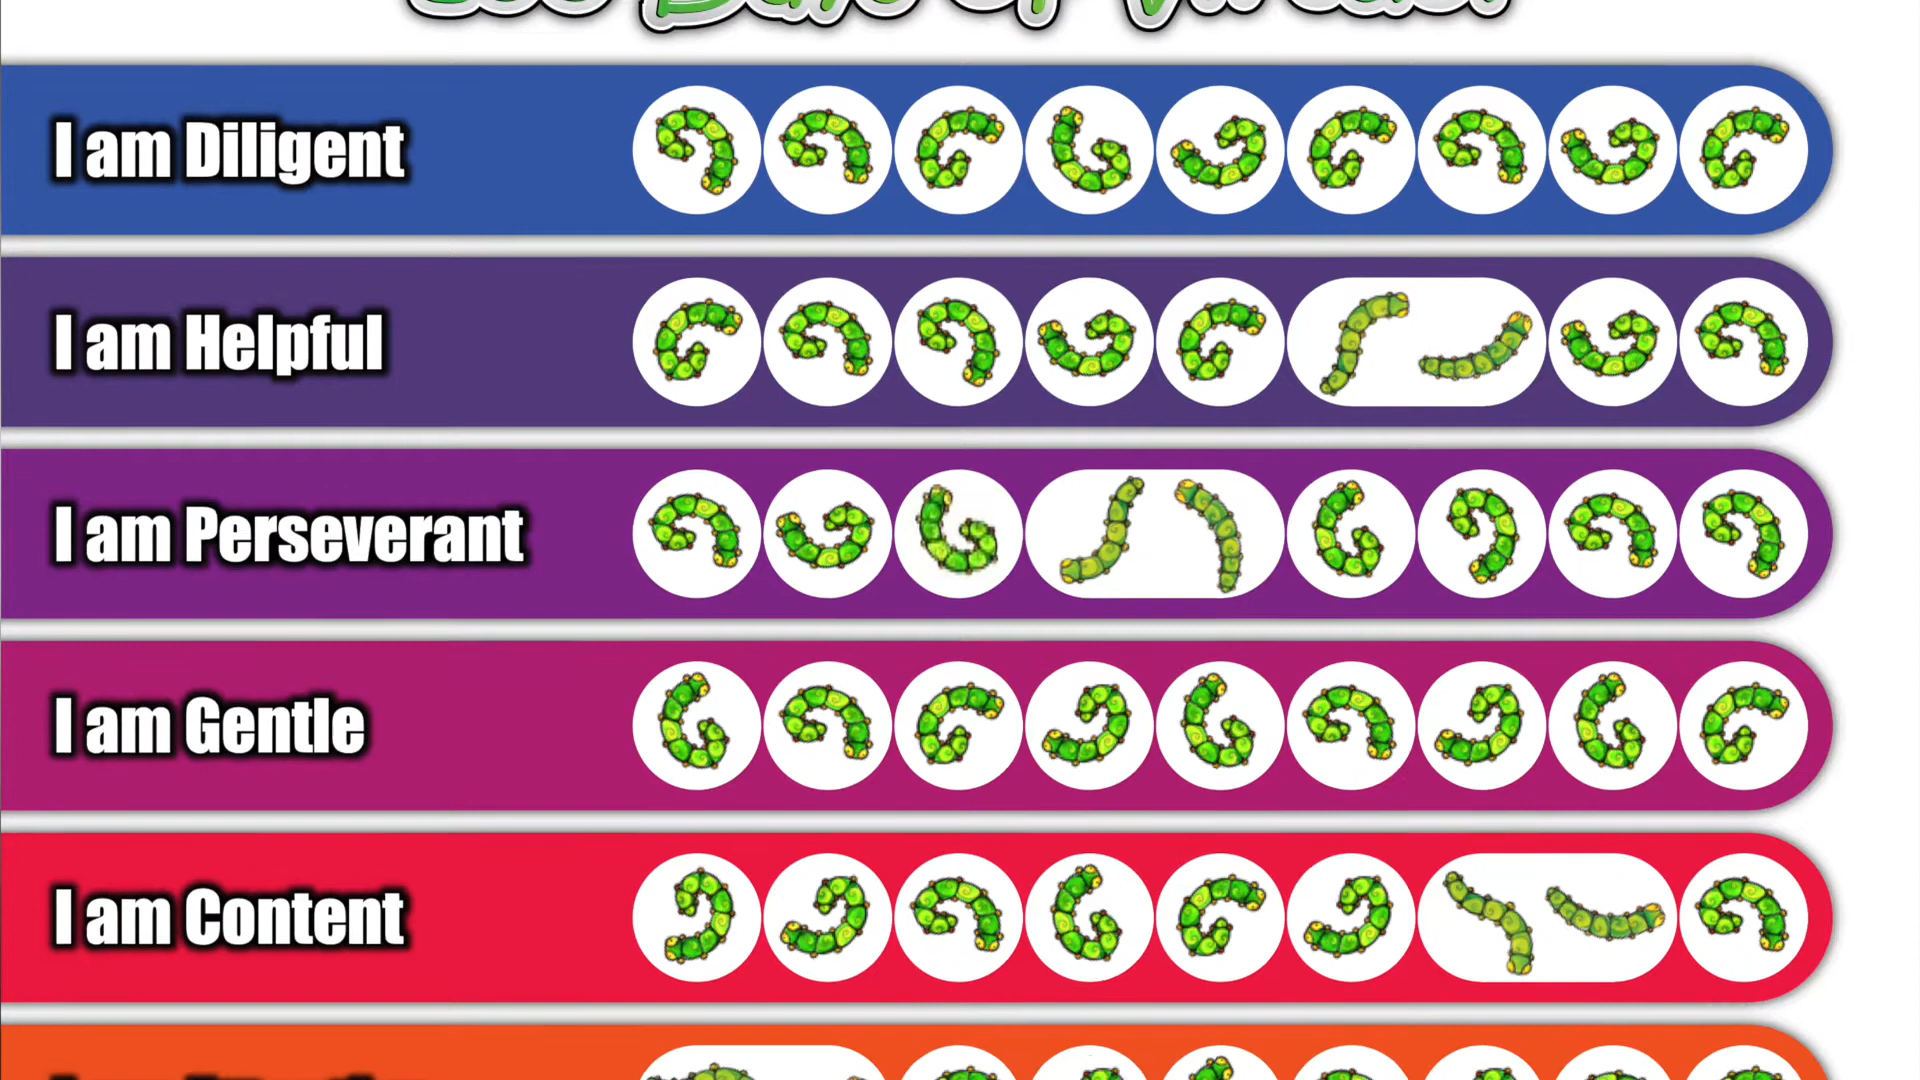 I am Diligent
I am Helpful
I am Perseverant
I am Gentle
I am Content